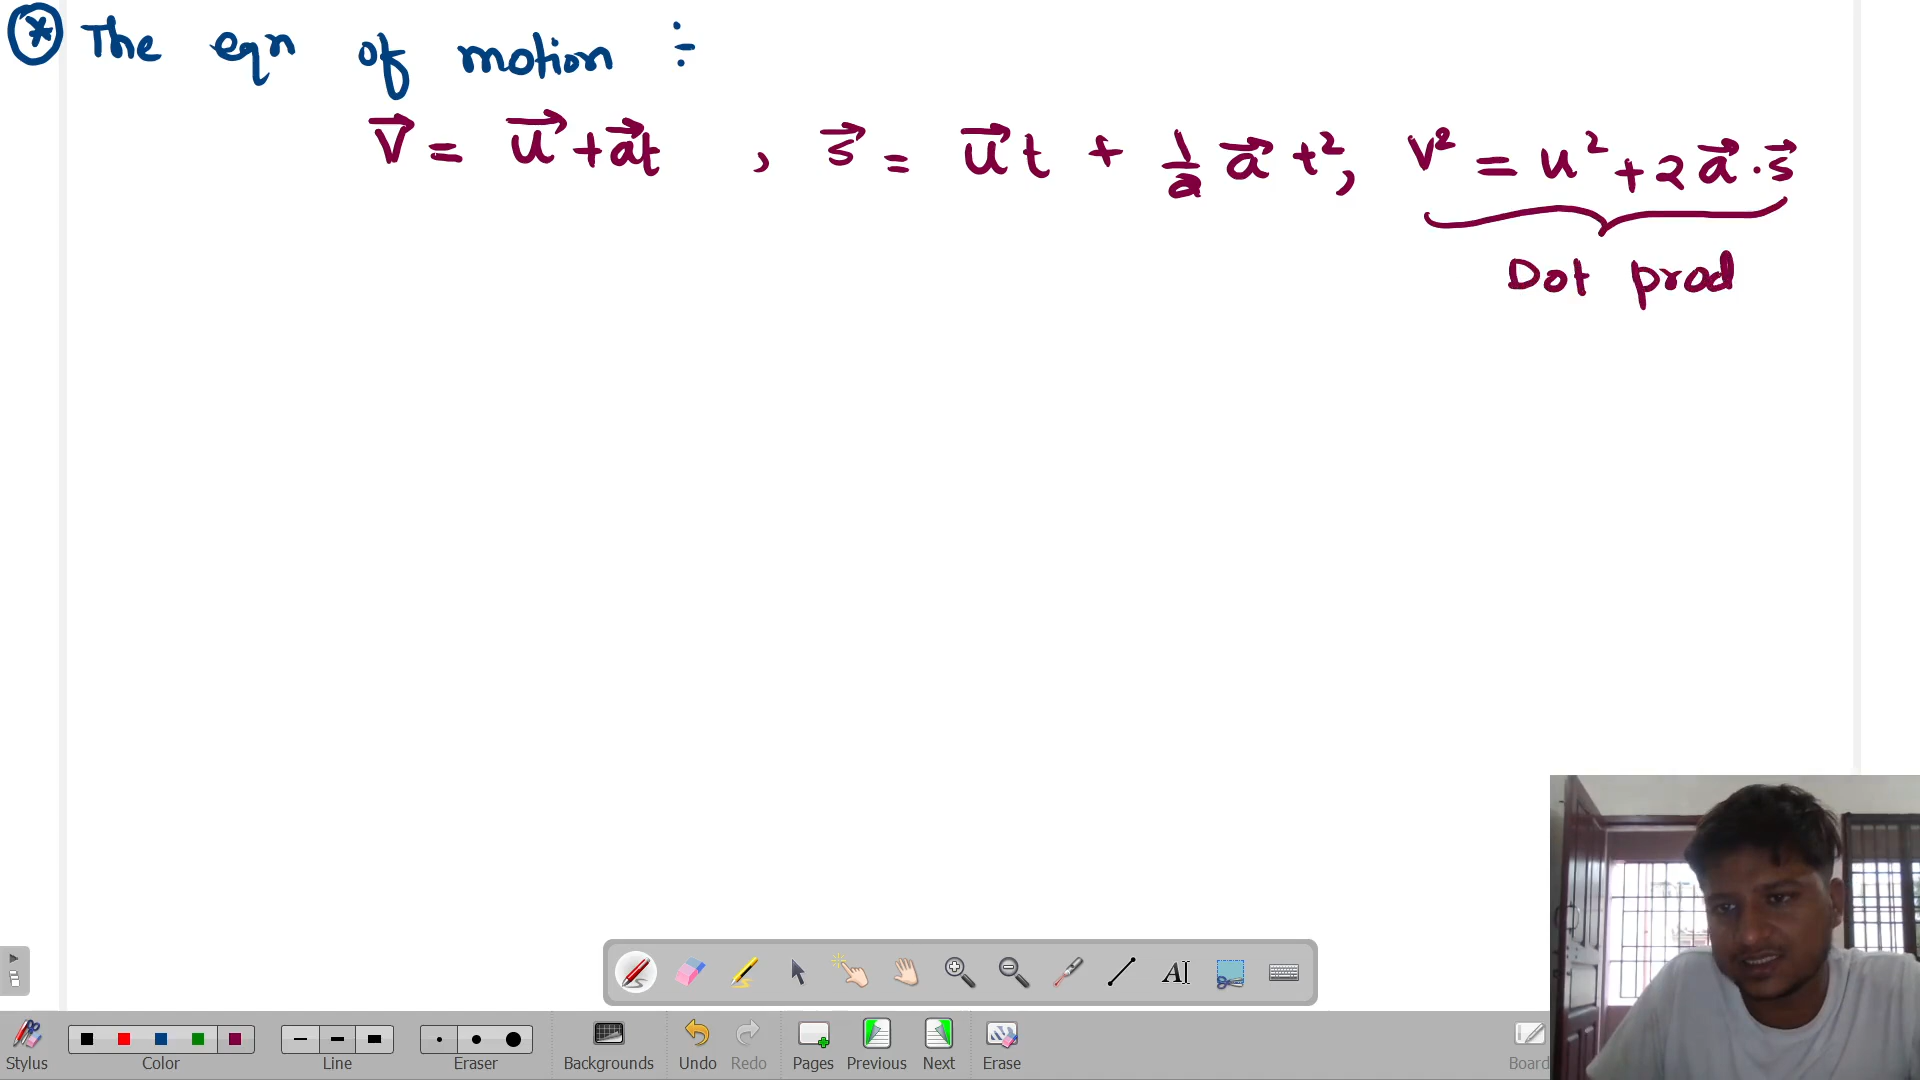 * The eqn of motion :-
v⃗ = u⃗ + a⃗t , s⃗ = u⃗t + 1/2 a⃗ t², v² = u² + 2a⃗·s⃗
Dot prod
Stylus Color Line Eraser Backgrounds Undo Redo Pages Previous Next Erase Board